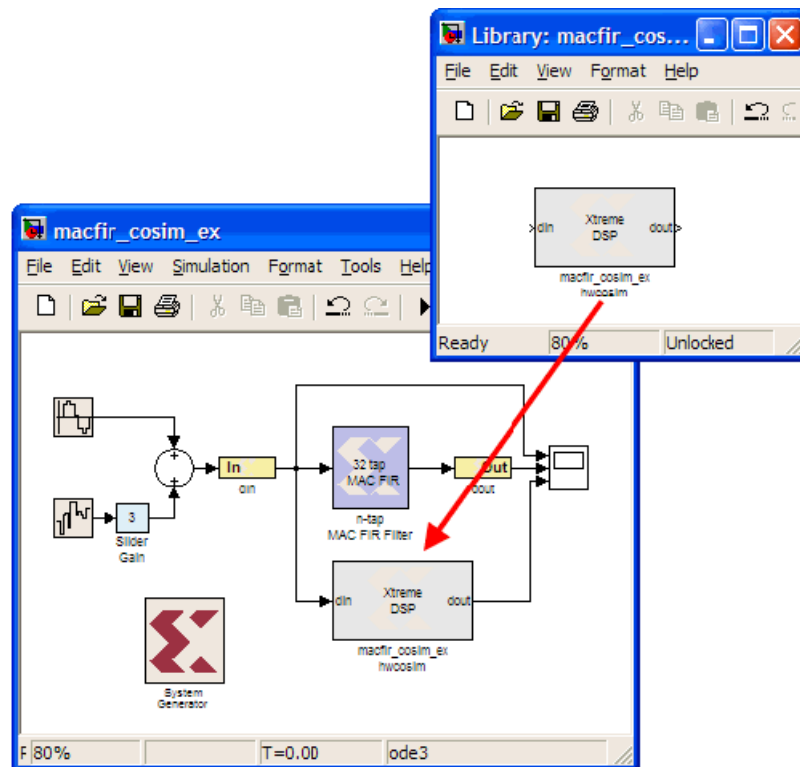 Library: macfir_cos...
File Edit View Format Help
din
Xtreme
DSP
dout
macfir_cosim_ex
hwcosim
Ready 80% Unlocked
macfir_cosim_ex
File Edit View Simulation Format Tools Help
In
din
32 tap
MAC FIR
Out
dout
n-tap
MAC FIR Filter
3
Slider
Gain
din
Xtreme
DSP
dout
macfir_cosim_ex
hwcosim
System
Generator
F 80% T=0.00 ode3